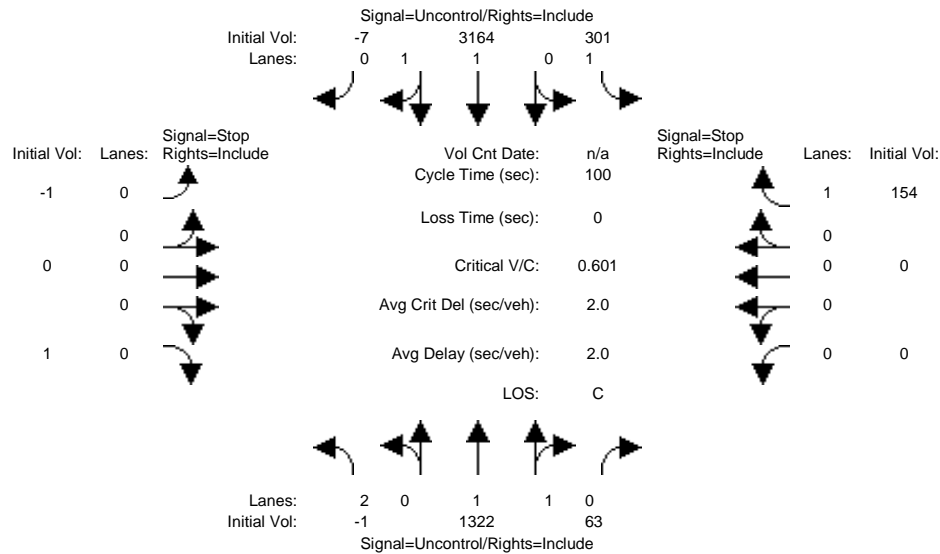 Signal=Uncontrol/Rights=Include
Initial Vol: -7 3164 301
Lanes: 0 1 1 0 1
Signal=Stop
Initial Vol: Lanes: Rights=Include
Vol Cnt Date: n/a
Signal=Stop
Rights=Include Lanes: Initial Vol:
Cycle Time (sec): 100
-1 0
1 154
Loss Time (sec): 0
0
0
0 0
Critical V/C: 0.601
0 0
0
Avg Crit Del (sec/veh): 2.0
0
1 0
Avg Delay (sec/veh): 2.0
0 0
LOS: C
Lanes: 2 0 1 1 0
Initial Vol: -1 1322 63
Signal=Uncontrol/Rights=Include